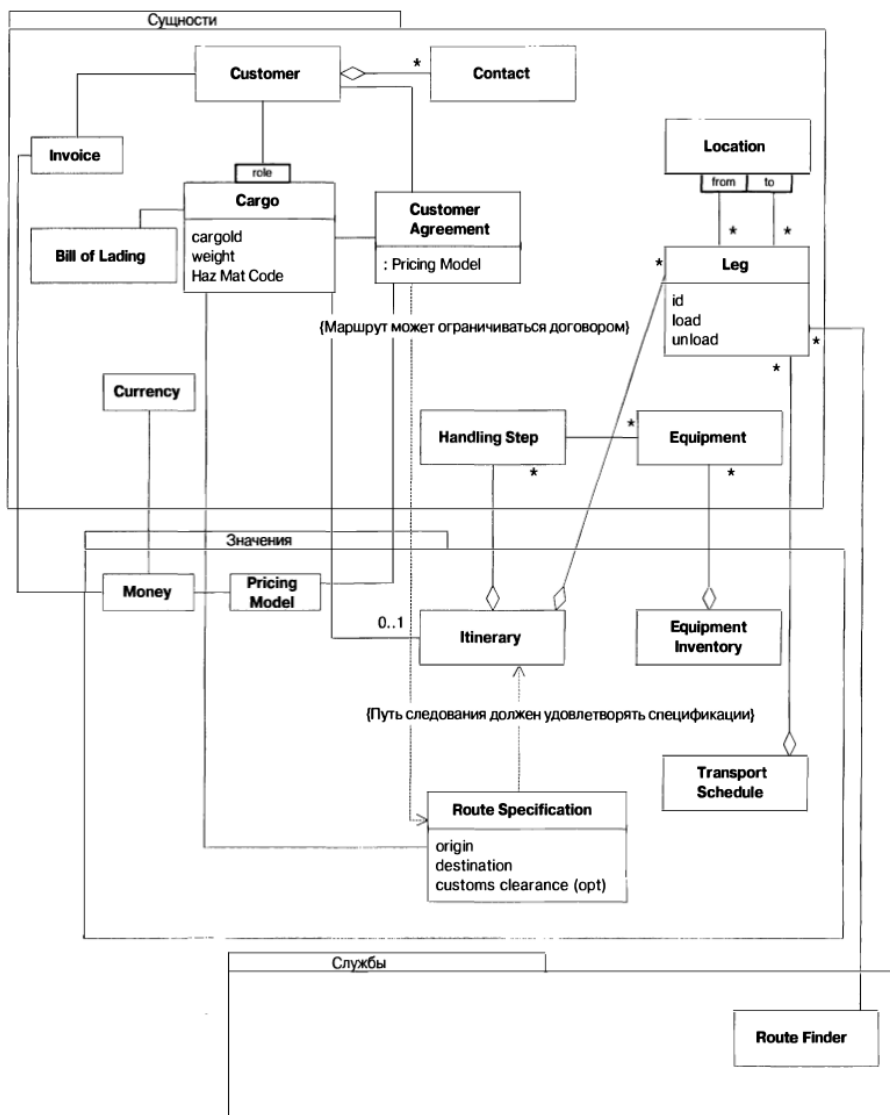 Сущности
Customer
*
Contact
Invoice
Location
role
from
to
Cargo
cargold
weight
Haz Mat Code
Customer
Agreement
: Pricing Model
Bill of Lading
*
*
*
Leg
id
load
unload
*
*
{Маршрут может ограничиваться договором}
Currency
Handling Step
*
*
Equipment
*
Значения
Money
Pricing
Model
0..1
Itinerary
Equipment
Inventory
{Путь следования должен удовлетворять спецификации}
Transport
Schedule
Route Specification
origin
destination
customs clearance (opt)
Службы
Route Finder